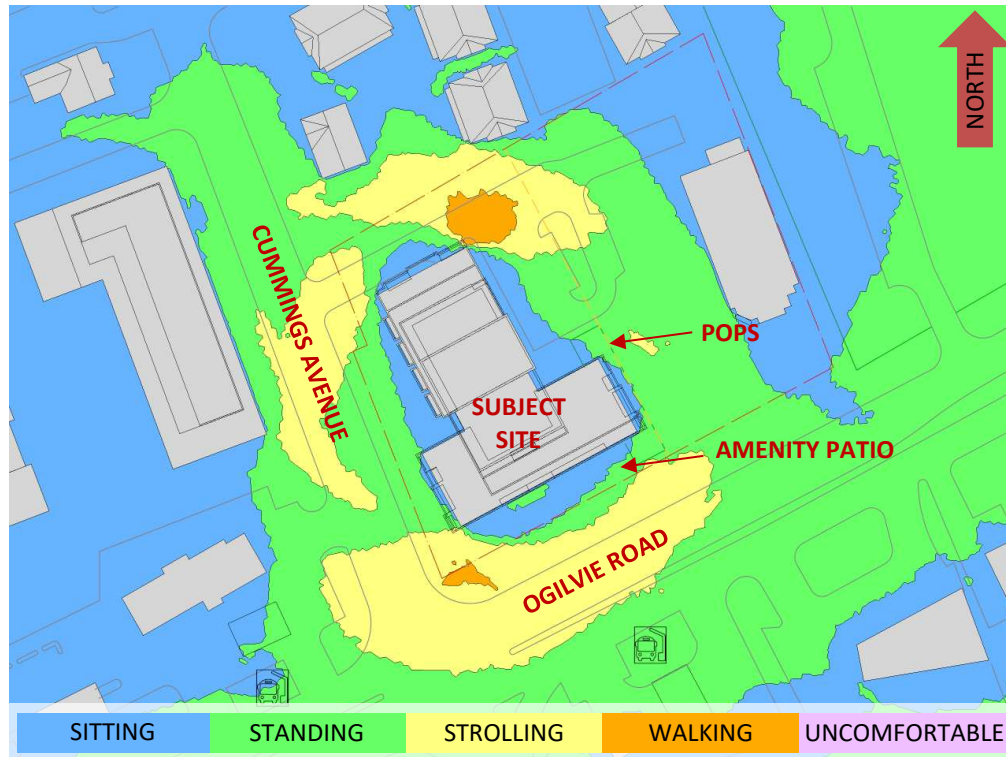 NORTH
CUMMINGS AVENUE
POPS
SUBJECT
SITE
AMENITY PATIO
OGILVIE ROAD
SITTING
STANDING
STROLLING
WALKING
UNCOMFORTABLE